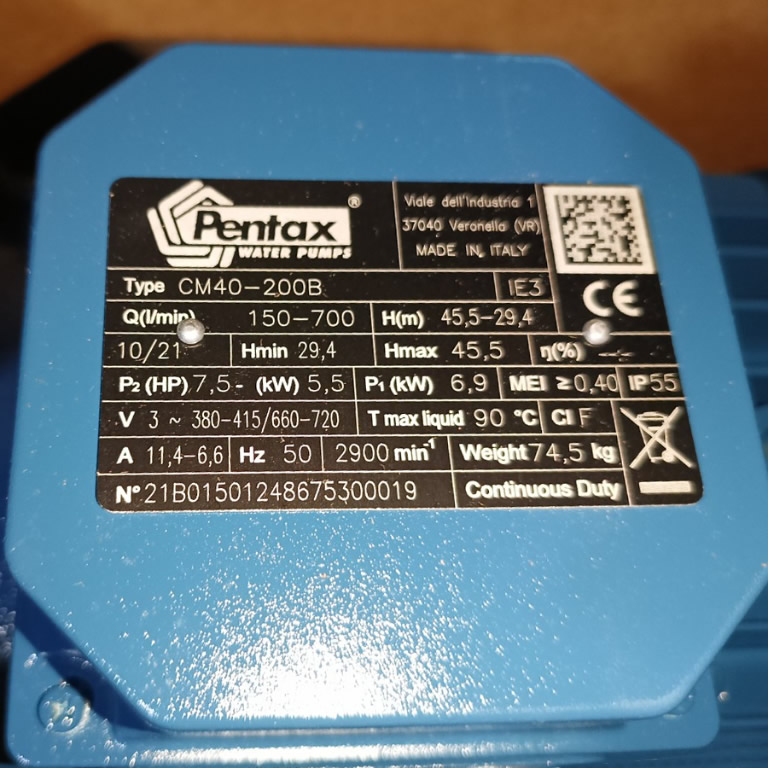 Pentax ®
WATER PUMPS
Viale dell'Industria 1
37040 Veronella (VR)
MADE IN ITALY
Type CM40-200B IE3
CE
Q(l/min) 150-700 H(m) 45,5-29,4
10/21 Hmin 29,4 Hmax 45,5 η(%) --
P2 (HP) 7,5- (kW) 5,5 P1 (kW) 6,9 MEI ≥0,40 IP55
V 3 ~ 380-415/660-720 T max liquid 90 °C Cl F
A 11,4-6,6 Hz 50 2900 min⁻¹ Weight 74,5 kg
N° 21B01501248675300019 Continuous Duty